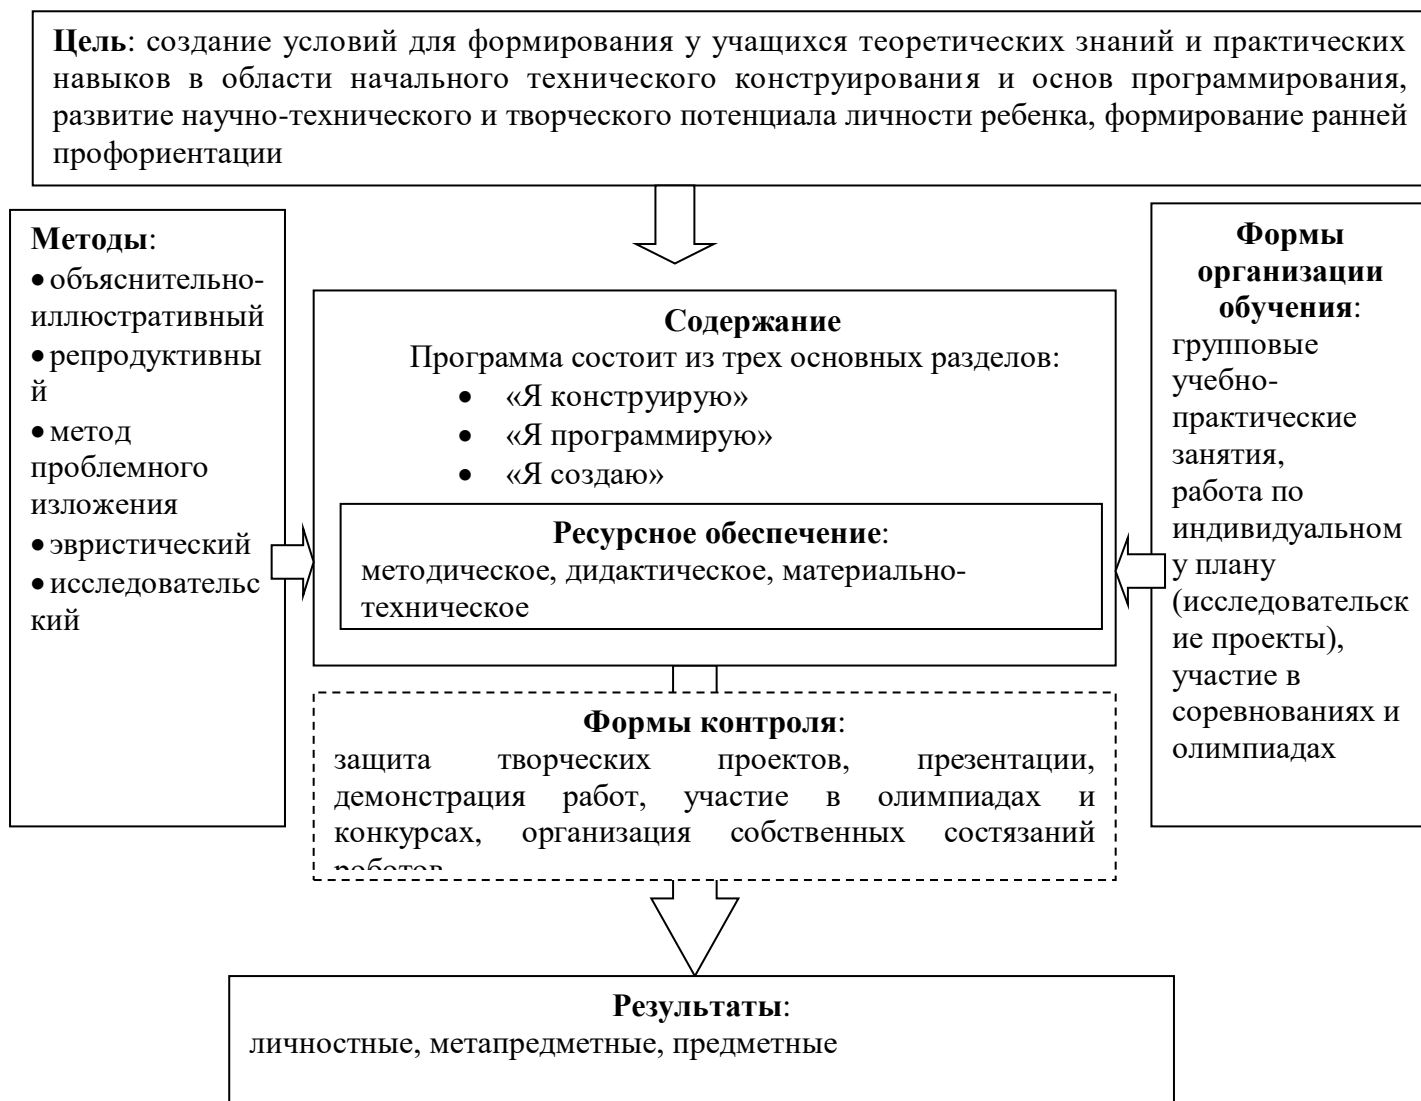 Цель: создание условий для формирования у учащихся теоретических знаний и практических
навыков в области начального технического конструирования и основ программирования,
развитие научно-технического и творческого потенциала личности ребенка, формирование ранней
профориентации
Методы:
• объяснительно-
иллюстративный
• репродуктивны
й
• метод
проблемного
изложения
• эвристический
• исследовательс
кий
Содержание
Программа состоит из трех основных разделов:
• «Я конструирую»
• «Я программирую»
• «Я создаю»
Ресурсное обеспечение:
методическое, дидактическое, материально-
техническое
Формы
организации
обучения:
групповые
учебно-
практические
занятия,
работа по
индивидуальном
у плану
(исследовательск
ие проекты),
участие в
соревнованиях и
олимпиадах
Формы контроля:
защита творческих проектов, презентации,
демонстрация работ, участие в олимпиадах и
конкурсах, организация собственных состязаний
роботов
Результаты:
личностные, метапредметные, предметные